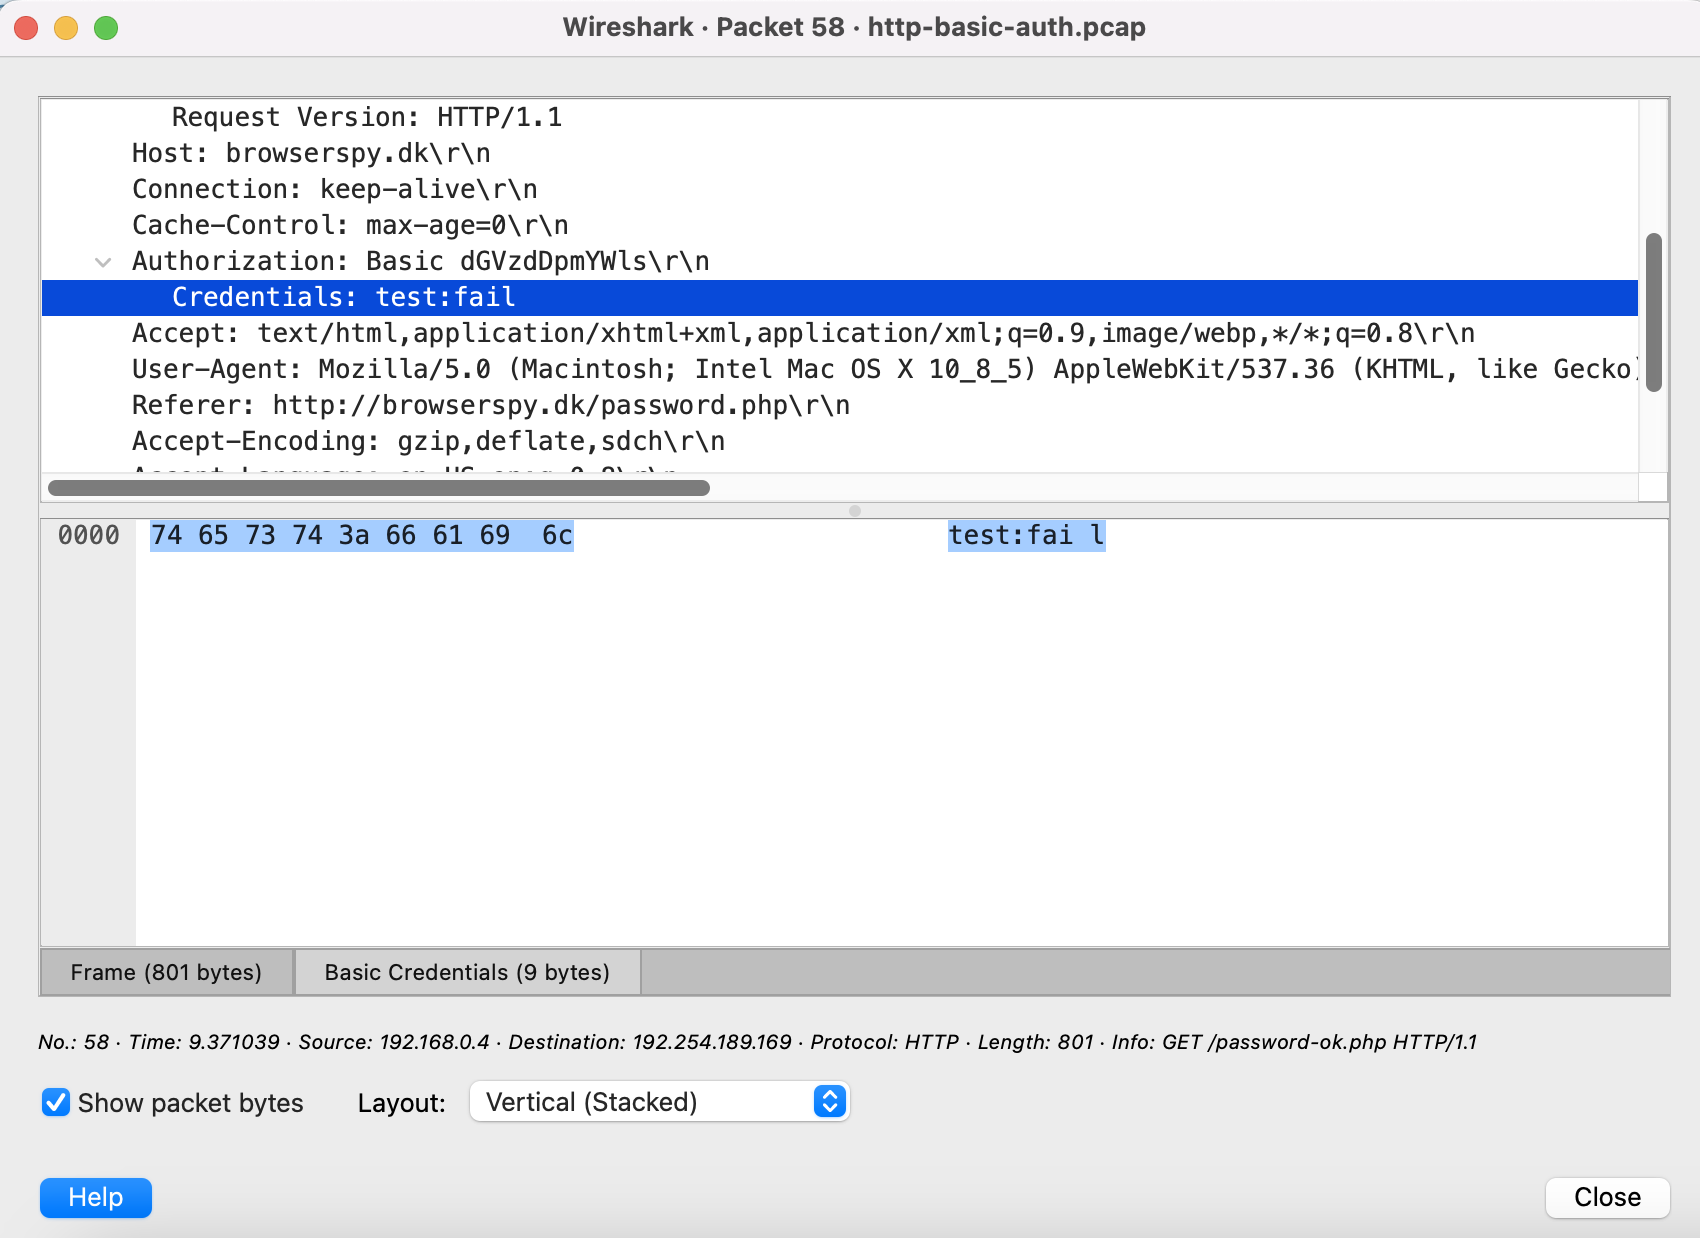 Wireshark · Packet 58 · http-basic-auth.pcap
Request Version: HTTP/1.1
Host: browserspy.dk\r\n
Connection: keep-alive\r\n
Cache-Control: max-age=0\r\n
Authorization: Basic dGVzdDpmYWls\r\n
Credentials: test:fail
Accept: text/html,application/xhtml+xml,application/xml;q=0.9,image/webp,*/*;q=0.8\r\n
User-Agent: Mozilla/5.0 (Macintosh; Intel Mac OS X 10_8_5) AppleWebKit/537.36 (KHTML, like Gecko)
Referer: http://browserspy.dk/password.php\r\n
Accept-Encoding: gzip,deflate,sdch\r\n
0000 74 65 73 74 3a 66 61 69 6c test:fai l
Frame (801 bytes) Basic Credentials (9 bytes)
No.: 58 · Time: 9.371039 · Source: 192.168.0.4 · Destination: 192.254.189.169 · Protocol: HTTP · Length: 801 · Info: GET /password-ok.php HTTP/1.1
Show packet bytes Layout: Vertical (Stacked)
Help Close